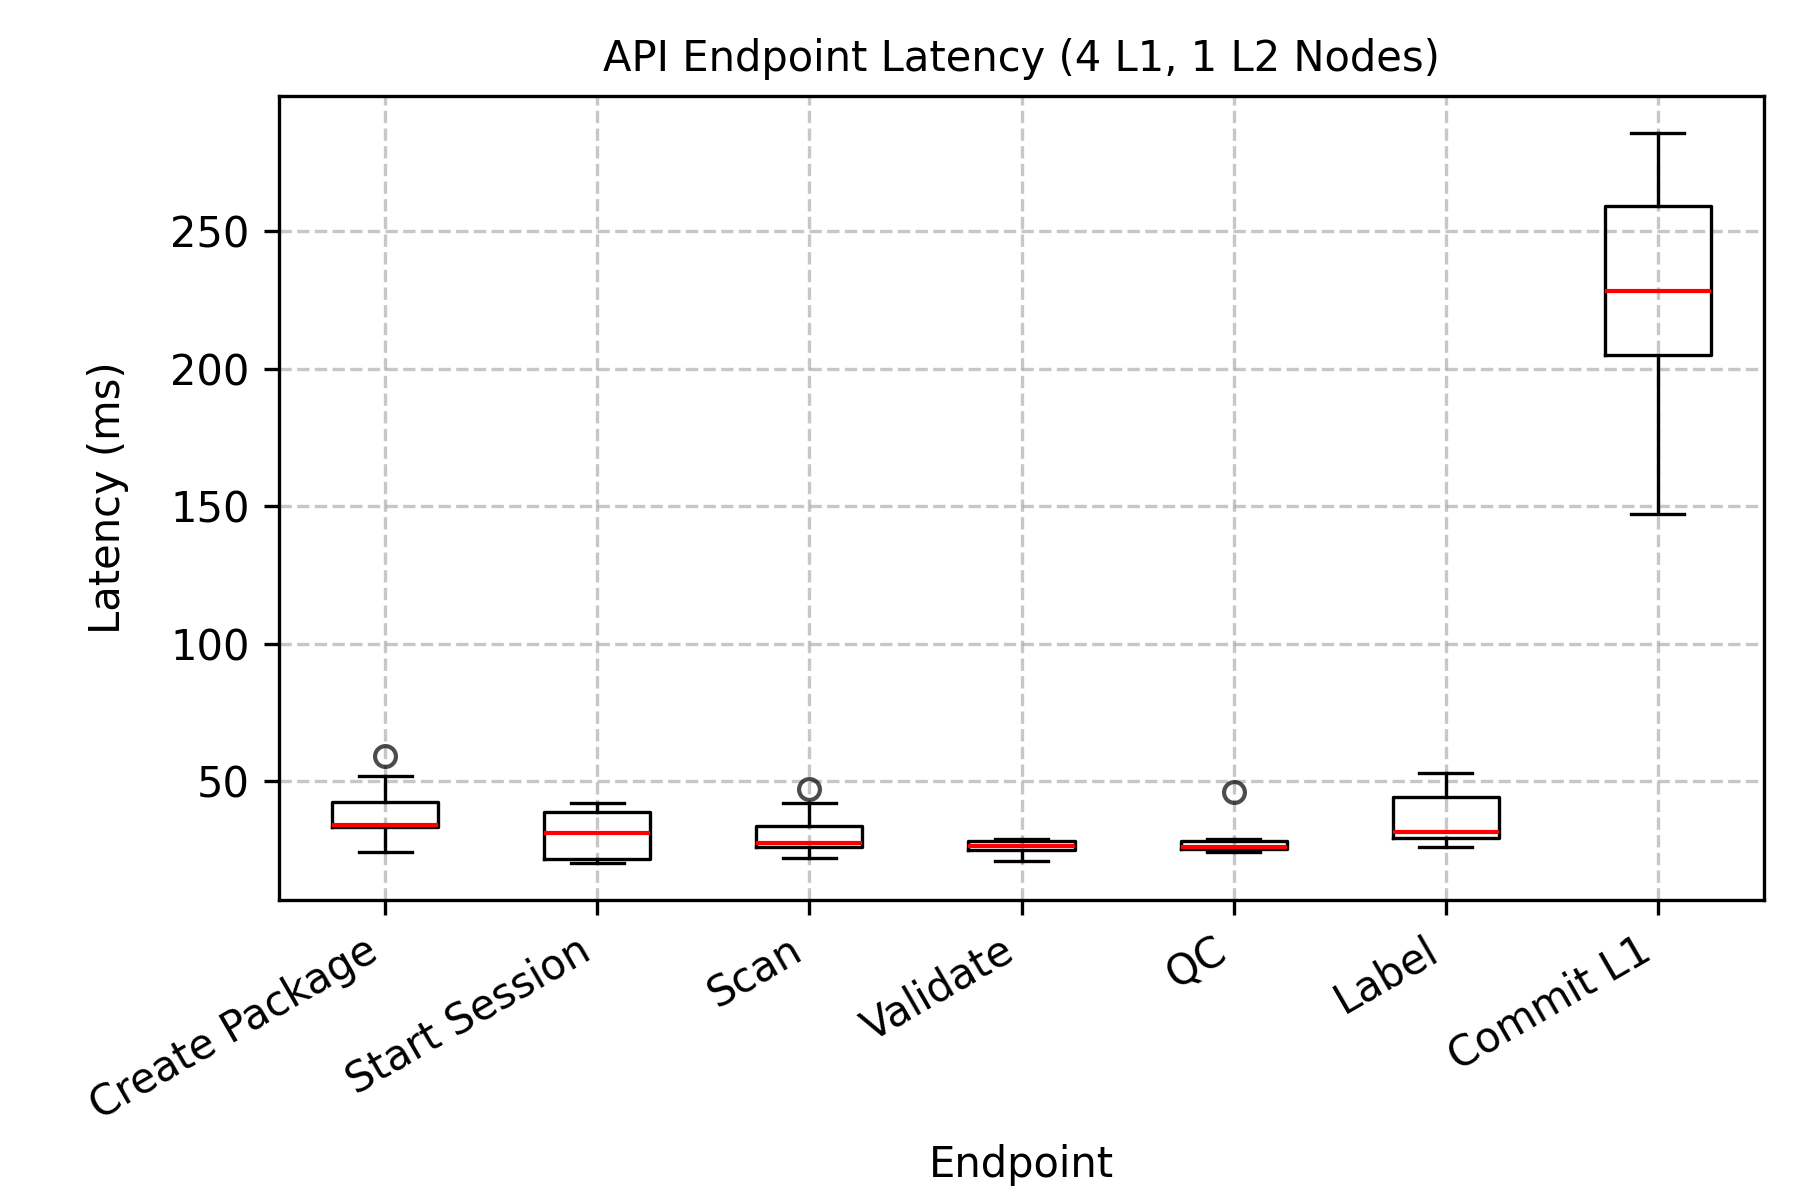 API Endpoint Latency (4 L1, 1 L2 Nodes)
Latency (ms)
250
200
150
100
50
Create Package
Start Session
Scan
Validate
QC
Label
Commit L1
Endpoint